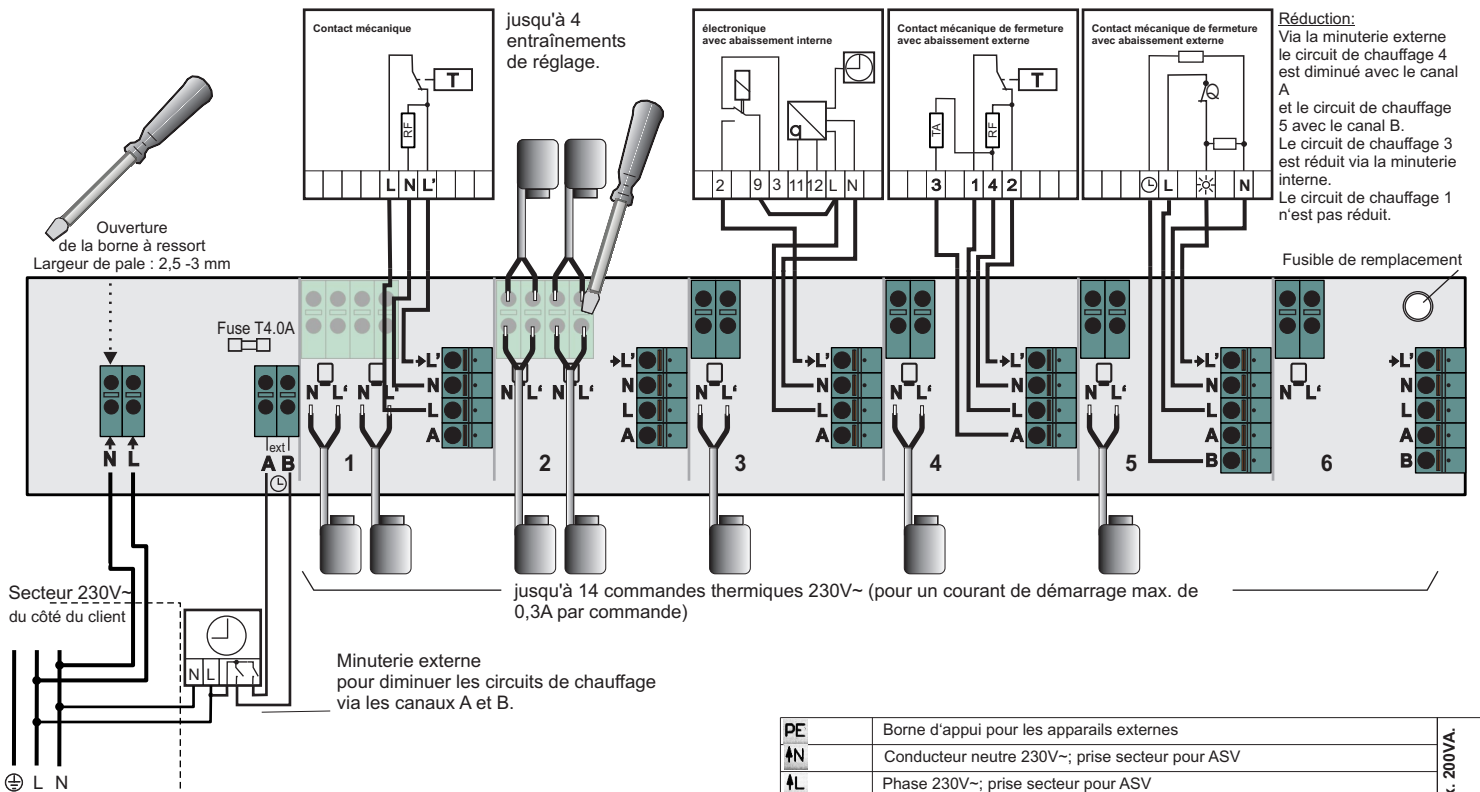 Contact mécanique
T
RF
L N L'
jusqu'à 4
entraînements
de réglage.
électronique
avec abaissement interne
q
2 9 3 11 12 L N
Contact mécanique de fermeture
avec abaissement externe
T
TA
RF
3 1 4 2
Contact mécanique de fermeture
avec abaissement externe
L N
Réduction:
Via la minuterie externe
le circuit de chauffage 4
est diminué avec le canal
A
et le circuit de chauffage
5 avec le canal B.
Le circuit de chauffage 3
est réduit via la minuterie
interne.
Le circuit de chauffage 1
n'est pas réduit.
Ouverture
de la borne à ressort
Largeur de pale : 2,5 -3 mm
Fusible de remplacement
Fuse T4.0A
N L
ext
A B
N L‘ N L‘
1
L'
N
L
A
N L‘ N L‘
2
L'
N
L
A
N L‘
3
L'
N
L
A
N L‘
4
L'
N
L
A
N L‘
5
L'
N
L
A
B
N L‘
6
L'
N
L
A
B
jusqu'à 14 commandes thermiques 230V~ (pour un courant de démarrage max. de
0,3A par commande)
Secteur 230V~
du côté du client
N L
Minuterie externe
pour diminuer les circuits de chauffage
via les canaux A et B.
L N
PE Borne d‘appui pour les apparails externes
N Conducteur neutre 230V~; prise secteur pour ASV
L Phase 230V~; prise secteur pour ASV
x. 200VA.